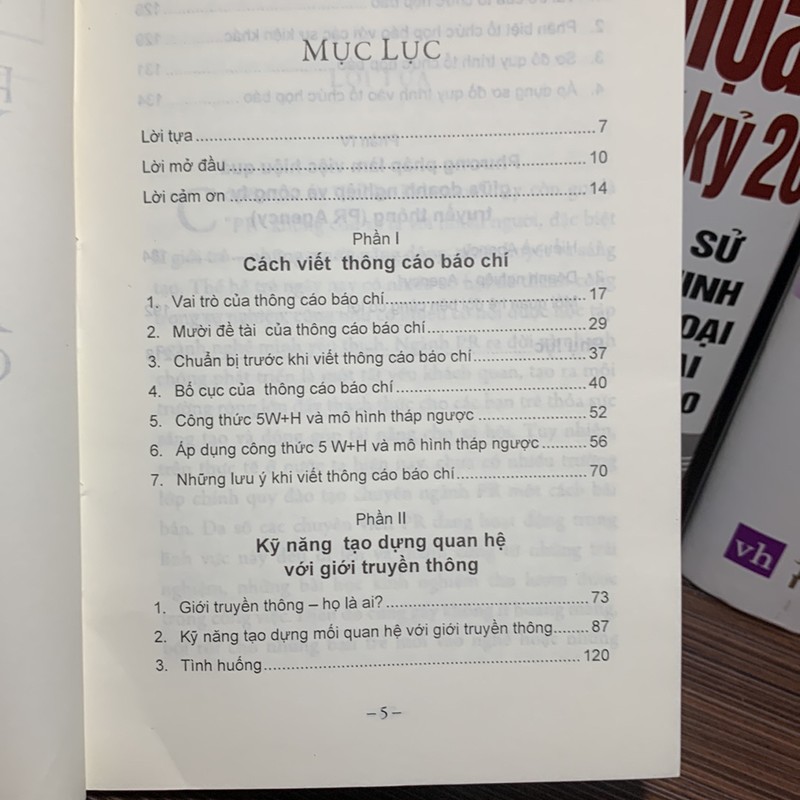 MỤC LỤC
Lời tựa ........ 7
Lời mở đầu ........ 10
Lời cảm ơn ........ 14
Phần I
Cách viết thông cáo báo chí
1. Vai trò của thông cáo báo chí ........ 17
2. Mười đề tài của thông cáo báo chí ........ 29
3. Chuẩn bị trước khi viết thông cáo báo chí ........ 37
4. Bố cục của thông cáo báo chí ........ 40
5. Công thức 5W+H và mô hình tháp ngược ........ 52
6. Áp dụng công thức 5 W+H và mô hình tháp ngược ........ 56
7. Những lưu ý khi viết thông cáo báo chí ........ 70
Phần II
Kỹ năng tạo dựng quan hệ
với giới truyền thông
1. Giới truyền thông – họ là ai? ........ 73
2. Kỹ năng tạo dựng mối quan hệ với giới truyền thông ........ 87
3. Tình huống ........ 120
– 5 –
kỷ 20
SỬ
vh